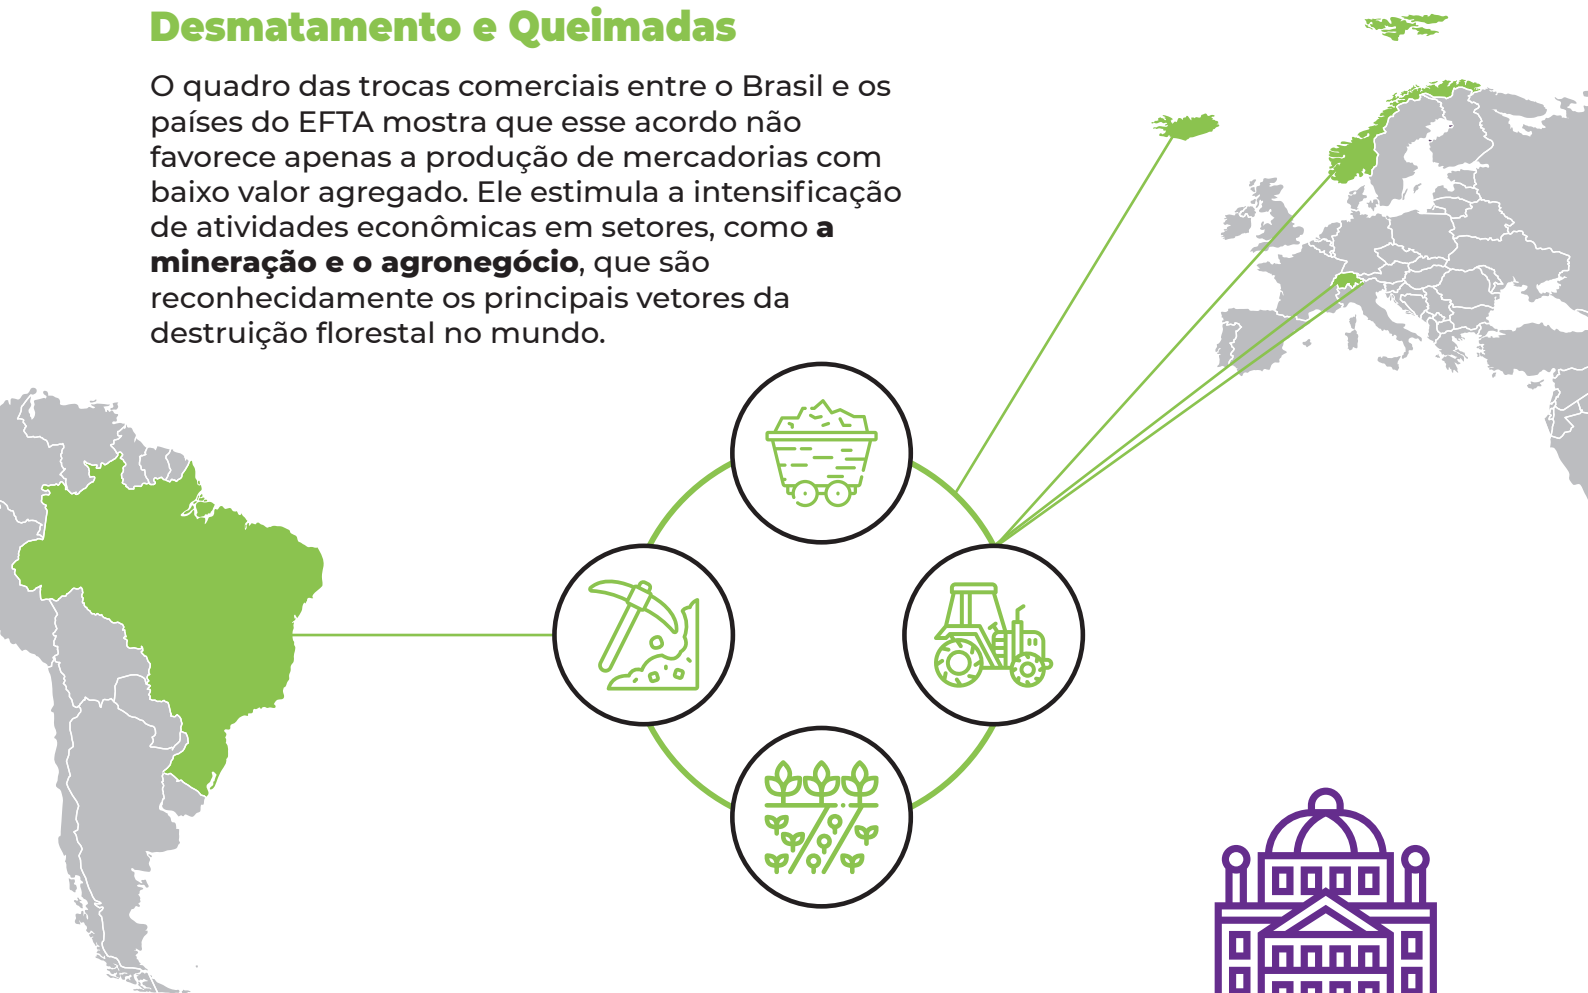 Desmatamento e Queimadas
O quadro das trocas comerciais entre o Brasil e os
países do EFTA mostra que esse acordo não
favorece apenas a produção de mercadorias com
baixo valor agregado. Ele estimula a intensificação
de atividades econômicas em setores, como a
mineração e o agronegócio, que são
reconhecidamente os principais vetores da
destruição florestal no mundo.